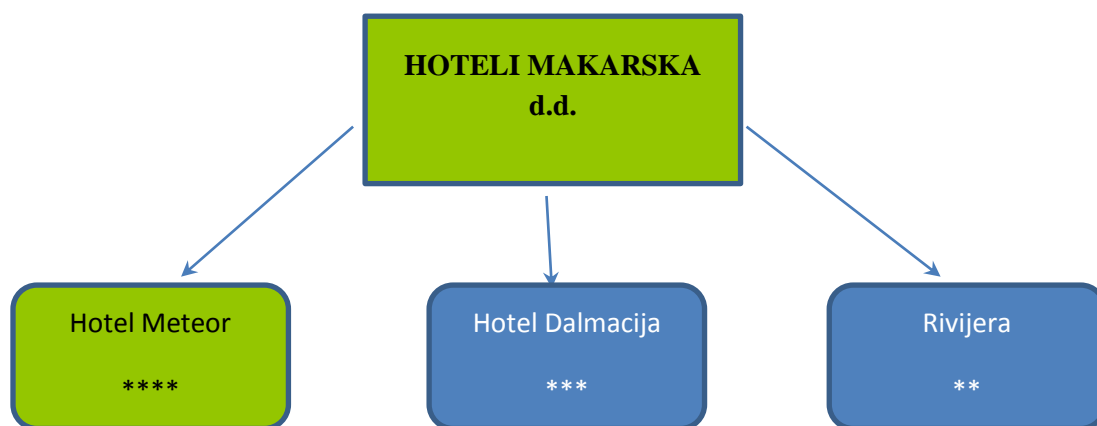 HOTELI MAKARSKA
d.d.
Hotel Meteor
****
Hotel Dalmacija
***
Rivijera
**